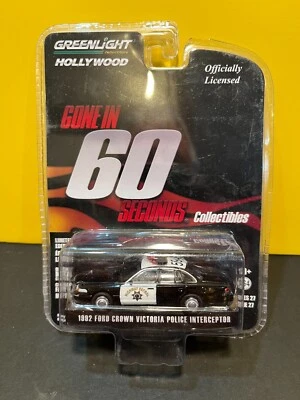 GREENLIGHT
HOLLYWOOD
Officially
Licensed
GONE IN
60
SECONDS
Collectibles
1992 FORD CROWN VICTORIA POLICE INTERCEPTOR